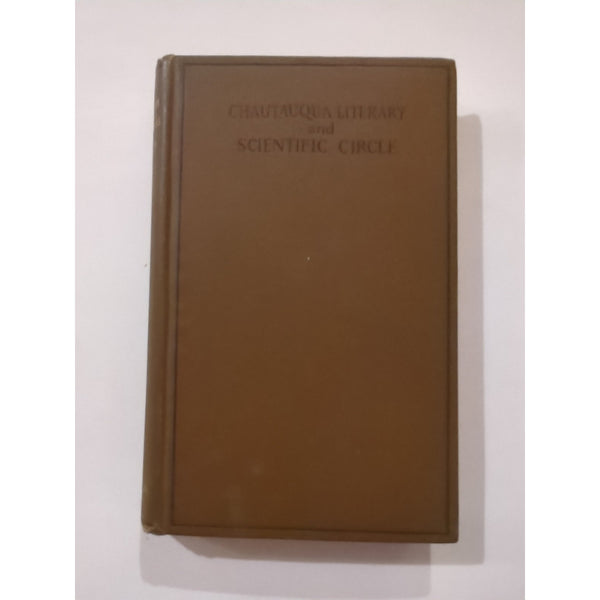 CHAUTAUQUA LITERARY
and
SCIENTIFIC CIRCLE